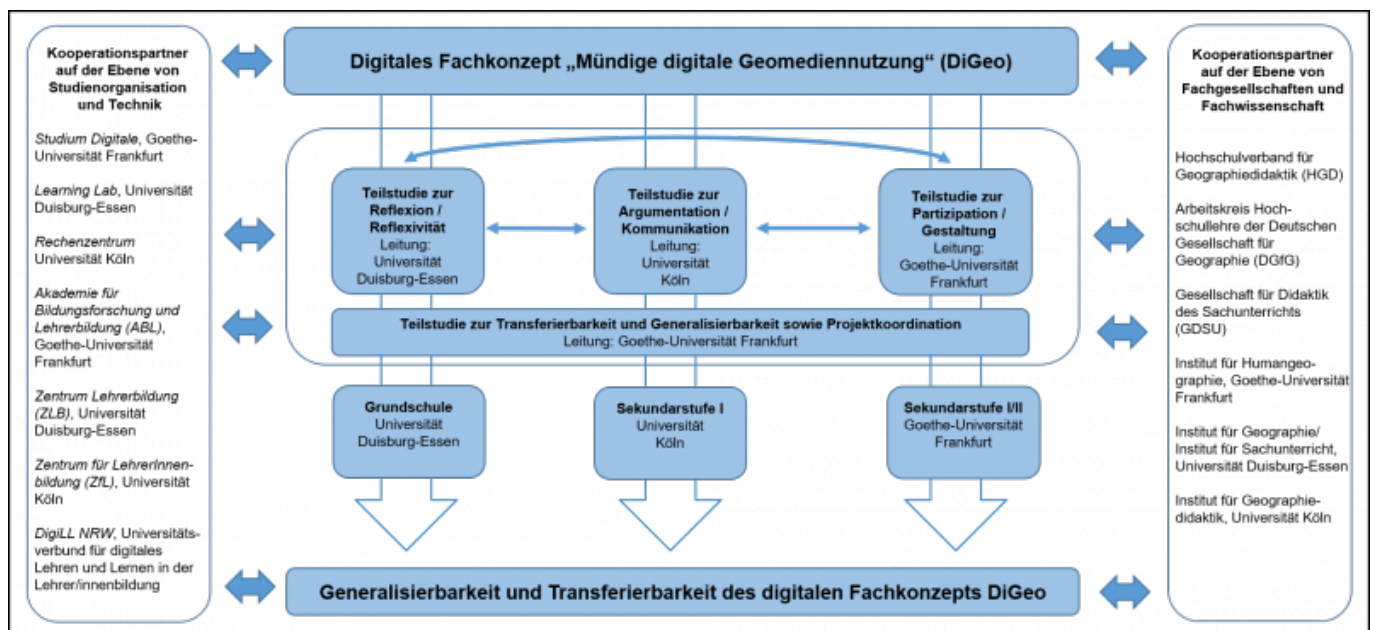 Kooperationspartner
auf der Ebene von
Studienorganisation
und Technik
Studium Digitale, Goethe-
Universität Frankfurt
Learning Lab, Universität
Duisburg-Essen
Rechenzentrum
Universität Köln
Akademie für
Bildungsforschung und
Lehrerbildung (ABL),
Goethe-Universität
Frankfurt
Zentrum Lehrerbildung
(ZLB), Universität
Duisburg-Essen
Zentrum für LehrerInnen-
bildung (ZfL), Universität
Köln
DigiLL NRW, Universitäts-
verbund für digitales
Lehren und Lernen in der
Lehrer/innenbildung
Digitales Fachkonzept „Mündige digitale Geomediennutzung“ (DiGeo)
Teilstudie zur
Reflexion /
Reflexivität
Leitung:
Universität
Duisburg-Essen
Teilstudie zur
Argumentation /
Kommunikation
Leitung:
Universität
Köln
Teilstudie zur
Partizipation /
Gestaltung
Leitung:
Goethe-Universität
Frankfurt
Teilstudie zur Transferierbarkeit und Generalisierbarkeit sowie Projektkoordination
Leitung: Goethe-Universität Frankfurt
Grundschule
Universität
Duisburg-Essen
Sekundarstufe I
Universität
Köln
Sekundarstufe I/II
Goethe-Universität
Frankfurt
Generalisierbarkeit und Transferierbarkeit des digitalen Fachkonzepts DiGeo
Kooperationspartner
auf der Ebene von
Fachgesellschaften und
Fachwissenschaft
Hochschulverband für
Geographiedidaktik (HGD)
Arbeitskreis Hoch-
schullehre der Deutschen
Gesellschaft für
Geographie (DGfG)
Gesellschaft für Didaktik
des Sachunterrichts
(GDSU)
Institut für Humangeo-
graphie, Goethe-Universität
Frankfurt
Institut für Geographie/
Institut für Sachunterricht,
Universität Duisburg-Essen
Institut für Geographie-
didaktik, Universität Köln